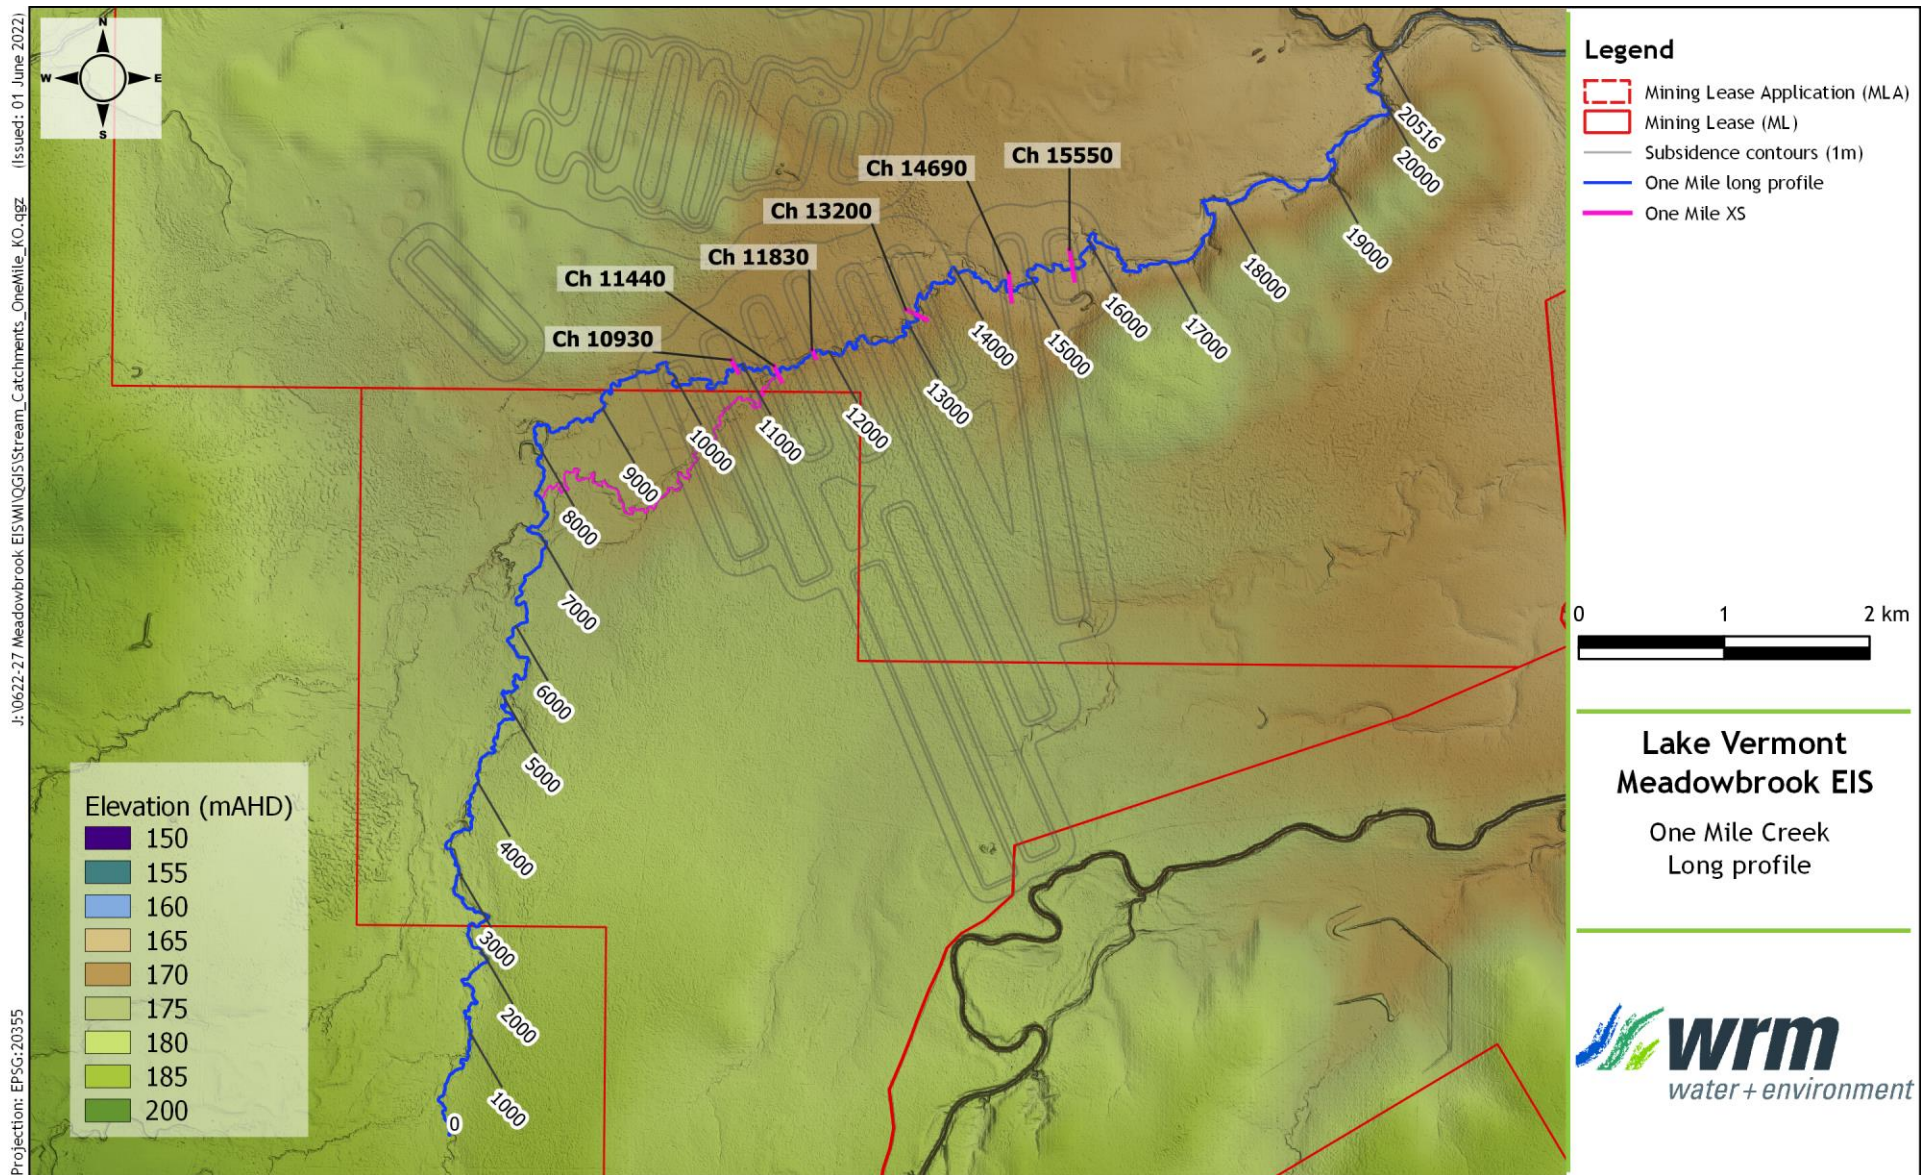 J:\0622-27 Meadowbrook EIS\WI\QGIS\Stream_Catchments_OneMile_KO.qgz (Issued: 01 June 2022)
Projection: EPSG:20355
N
W E
S
Ch 15550
Ch 14690
Ch 13200
Ch 11830
Ch 11440
Ch 10930
20516
20000
19000
18000
17000
16000
15000
14000
13000
12000
11000
10000
9000
8000
7000
6000
5000
4000
3000
2000
1000
0
Elevation (mAHD)
150
155
160
165
170
175
180
185
200
Legend
Mining Lease Application (MLA)
Mining Lease (ML)
Subsidence contours (1m)
One Mile long profile
One Mile XS
0 1 2 km
Lake Vermont
Meadowbrook EIS
One Mile Creek
Long profile
wrm
water+environment